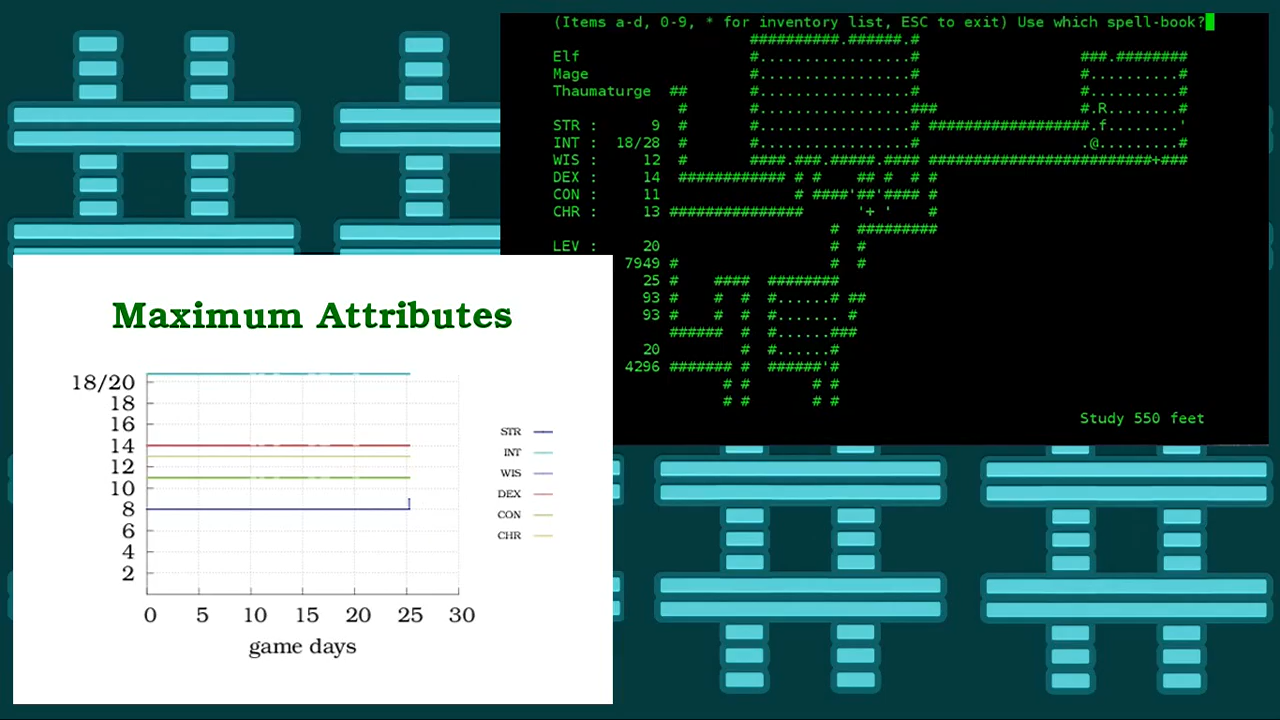 (Items a-d, 0-9, * for inventory list, ESC to exit) Use which spell-book?
##########.######.#
Elf #.................# ###.########
Mage #.................# #..........#
Thaumaturge ## #.................# #..........#
# #.................### #.R........#
STR : 9 # #.................# ##################.f........'
INT : 18/28 # #.................# .@.........#
WIS : 12 # ####.###.#####.#### #########################+###
DEX : 14 ############ # # ## # # #
CON : 11 # ####'##'#### #
CHR : 13 ############### '+ ' #
# #########
LEV : 20 # #
7949 # # #
25 # #### ########
93 # # # #......# ##
93 # # # #....... #
###### # #......###
20 # #.....#
4296 ####### # ######'#
# # # #
# # # #
Study 550 feet
Maximum Attributes
18/20
18
16
14
12
10
8
6
4
2
0 5 10 15 20 25 30
game days
STR
INT
WIS
DEX
CON
CHR